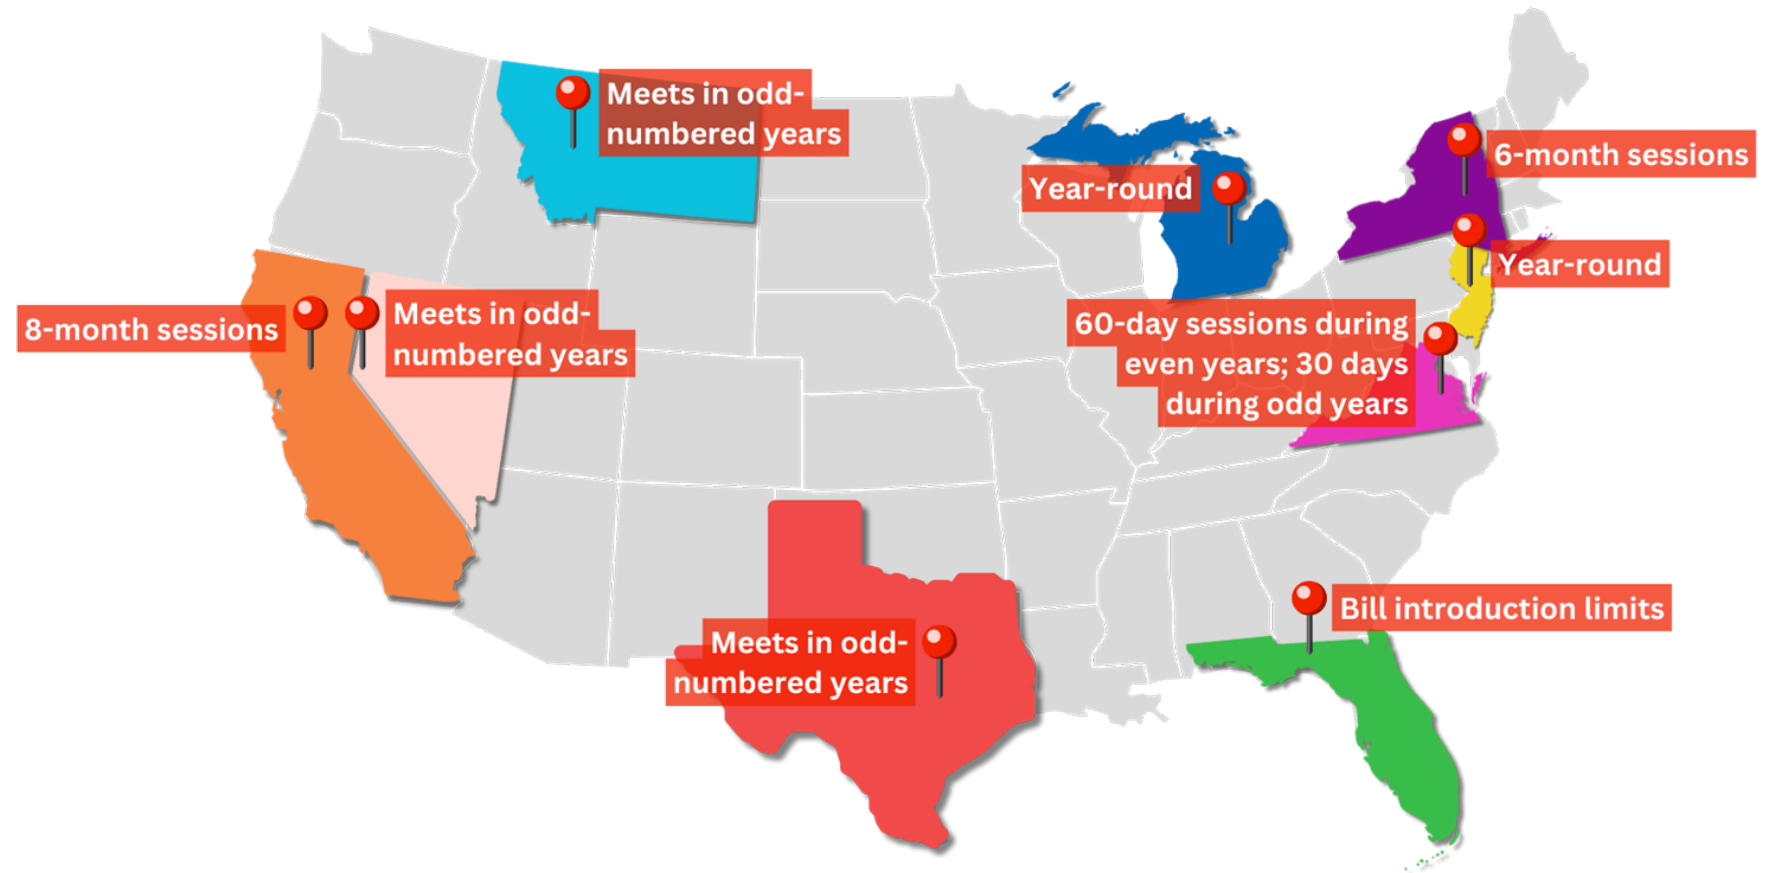 Meets in odd-
numbered years
Year-round
6-month sessions
Year-round
8-month sessions
Meets in odd-
numbered years
60-day sessions during
even years; 30 days
during odd years
Meets in odd-
numbered years
Bill introduction limits